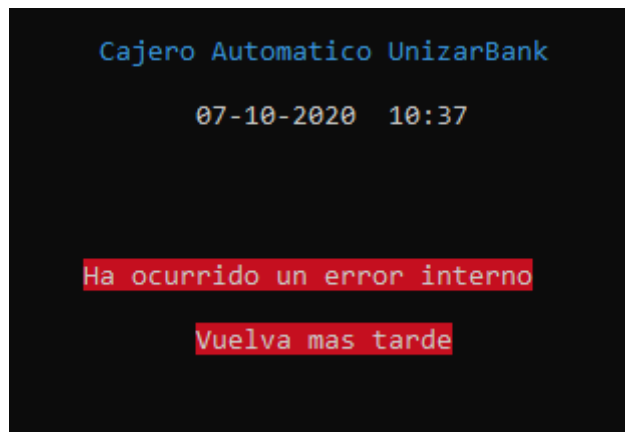 Cajero Automatico UnizarBank
07-10-2020 10:37
Ha ocurrido un error interno
Vuelva mas tarde